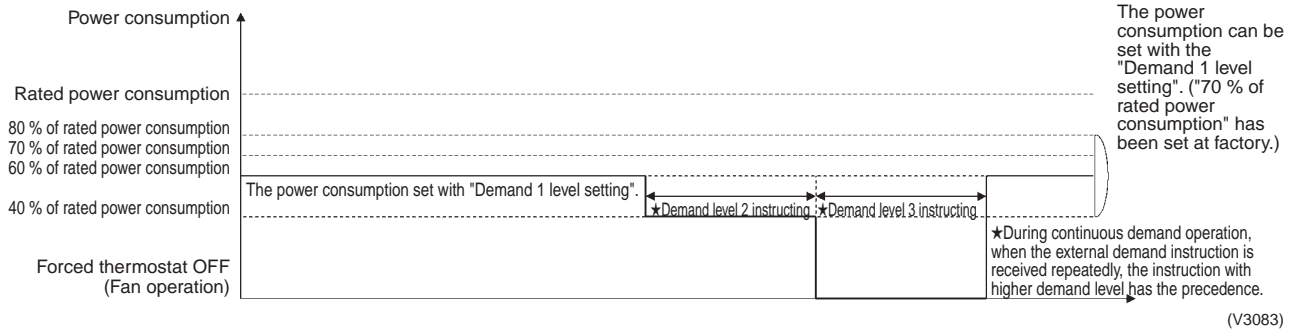 Power consumption
Rated power consumption
80 % of rated power consumption
70 % of rated power consumption
60 % of rated power consumption
40 % of rated power consumption
Forced thermostat OFF
(Fan operation)
The power consumption set with "Demand 1 level setting".
★Demand level 2 instructing
★Demand level 3 instructing
The power
consumption can be
set with the
"Demand 1 level
setting". ("70 % of
rated power
consumption" has
been set at factory.)
★During continuous demand operation,
when the external demand instruction is
received repeatedly, the instruction with
higher demand level has the precedence.
(V3083)